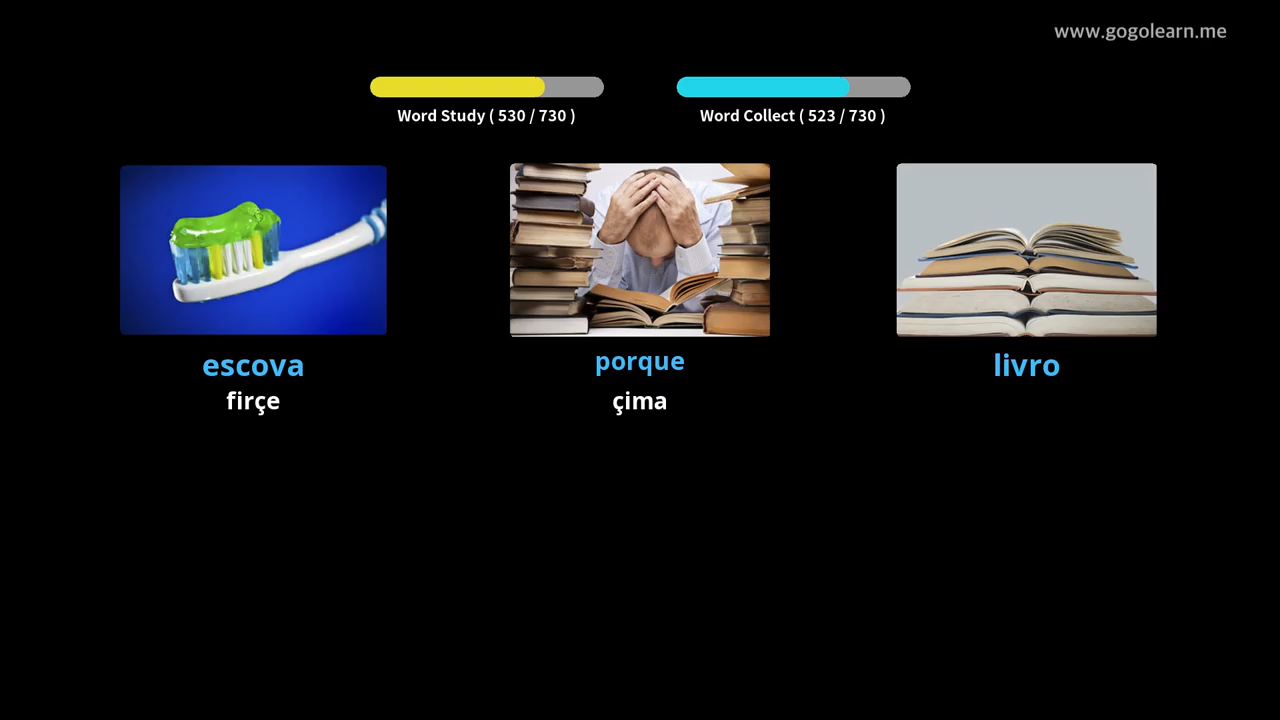 www.gogolearn.me
Word Study ( 530 / 730 )
Word Collect ( 523 / 730 )
escova
firçe
porque
çima
livro